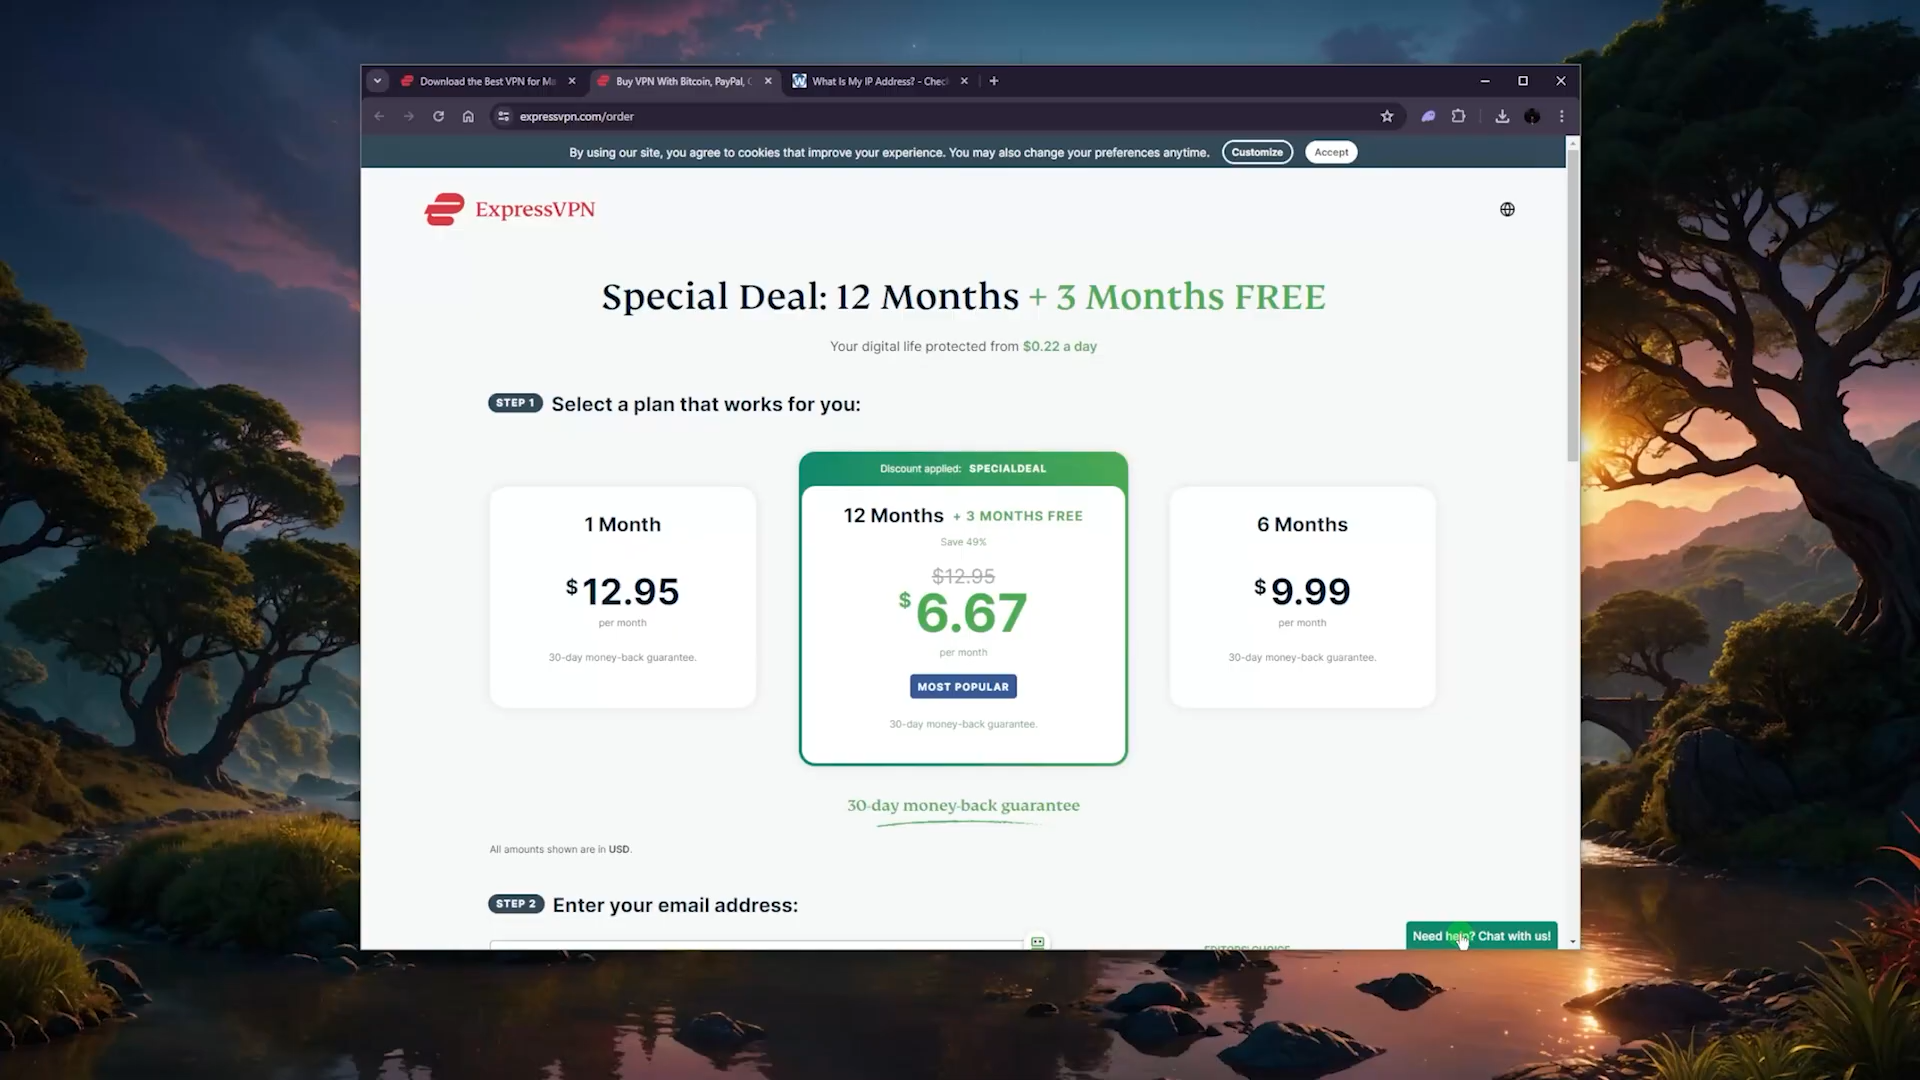 Download the Best VPN for Ma
Buy VPN With Bitcoin, PayPal, C
What Is My IP Address? - Chec
expressvpn.com/order
By using our site, you agree to cookies that improve your experience. You may also change your preferences anytime.
Customize
Accept
ExpressVPN
Special Deal: 12 Months + 3 Months FREE
Your digital life protected from $0.22 a day
STEP 1 Select a plan that works for you:
1 Month
$12.95
per month
30-day money-back guarantee.
Discount applied: SPECIALDEAL
12 Months + 3 MONTHS FREE
Save 49%
$12.95
$6.67
per month
MOST POPULAR
30-day money-back guarantee.
6 Months
$9.99
per month
30-day money-back guarantee.
30-day money-back guarantee
All amounts shown are in USD.
STEP 2 Enter your email address:
EDITORS' CHOICE
Need help? Chat with us!